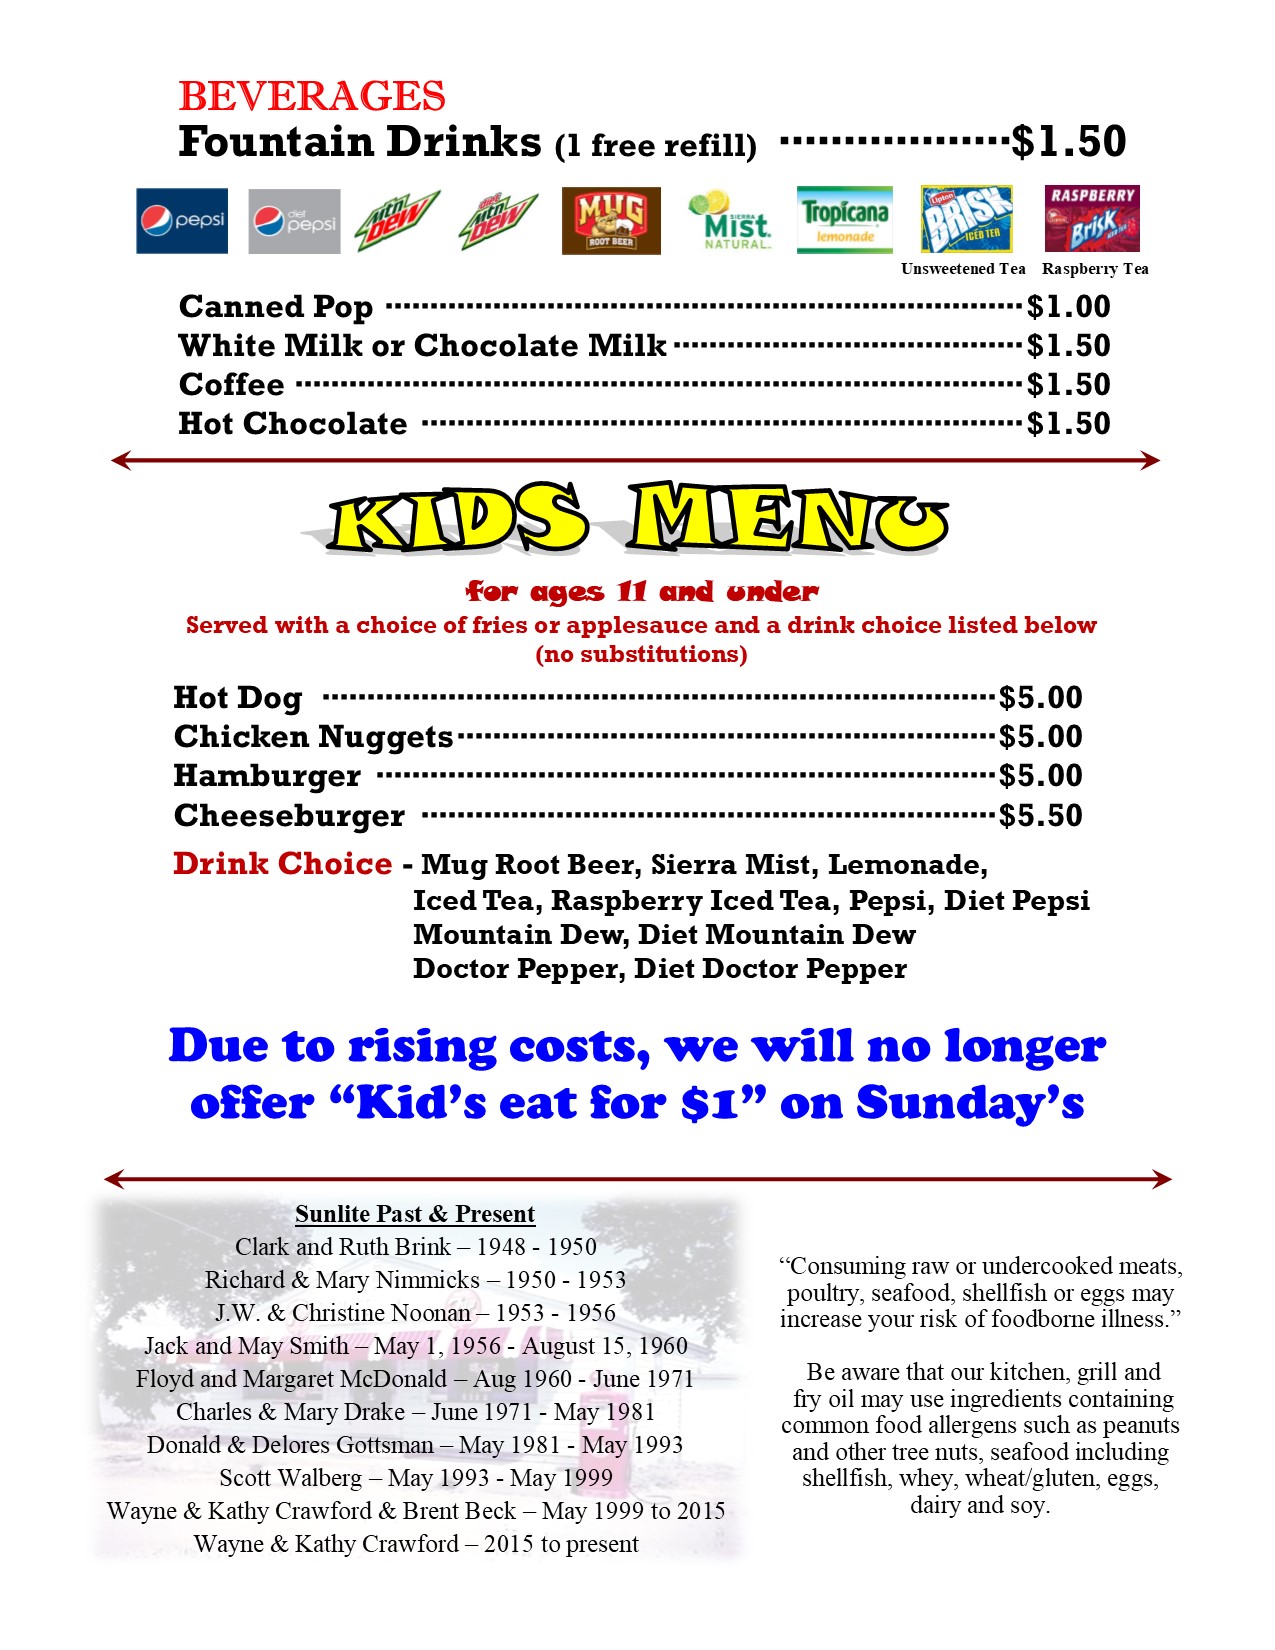 BEVERAGES
Fountain Drinks (1 free refill) ··················$1.50
pepsi
diet pepsi
Mtn DEW
diet Mtn DEW
MUG ROOT BEER
SIERRA Mist NATURAL
Tropicana lemonade
Lipton BRISK ICED TEA
RASPBERRY Brisk ICED TEA
Unsweetened Tea Raspberry Tea
Canned Pop ········································$1.00
White Milk or Chocolate Milk ······················$1.50
Coffee ·············································$1.50
Hot Chocolate ·····································$1.50
KIDS MENU
for ages 11 and under
Served with a choice of fries or applesauce and a drink choice listed below
(no substitutions)
Hot Dog ··········································$5.00
Chicken Nuggets··································$5.00
Hamburger ·······································$5.00
Cheeseburger ····································$5.50
Drink Choice - Mug Root Beer, Sierra Mist, Lemonade,
Iced Tea, Raspberry Iced Tea, Pepsi, Diet Pepsi
Mountain Dew, Diet Mountain Dew
Doctor Pepper, Diet Doctor Pepper
Due to rising costs, we will no longer
offer “Kid’s eat for $1” on Sunday’s
Sunlite Past & Present
Clark and Ruth Brink – 1948 - 1950
Richard & Mary Nimmicks – 1950 - 1953
J.W. & Christine Noonan – 1953 - 1956
Jack and May Smith – May 1, 1956 - August 15, 1960
Floyd and Margaret McDonald – Aug 1960 - June 1971
Charles & Mary Drake – June 1971 - May 1981
Donald & Delores Gottsman – May 1981 - May 1993
Scott Walberg – May 1993 - May 1999
Wayne & Kathy Crawford & Brent Beck – May 1999 to 2015
Wayne & Kathy Crawford – 2015 to present
“Consuming raw or undercooked meats,
poultry, seafood, shellfish or eggs may
increase your risk of foodborne illness.”
Be aware that our kitchen, grill and
fry oil may use ingredients containing
common food allergens such as peanuts
and other tree nuts, seafood including
shellfish, whey, wheat/gluten, eggs,
dairy and soy.